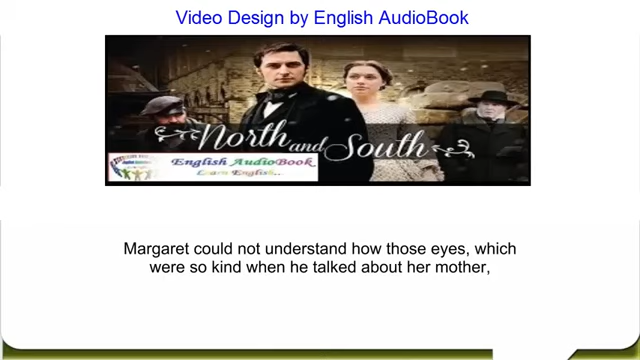 Video Design by English AudioBook
North and South
English AudioBook
Learn English...
Margaret could not understand how those eyes, which
were so kind when he talked about her mother,